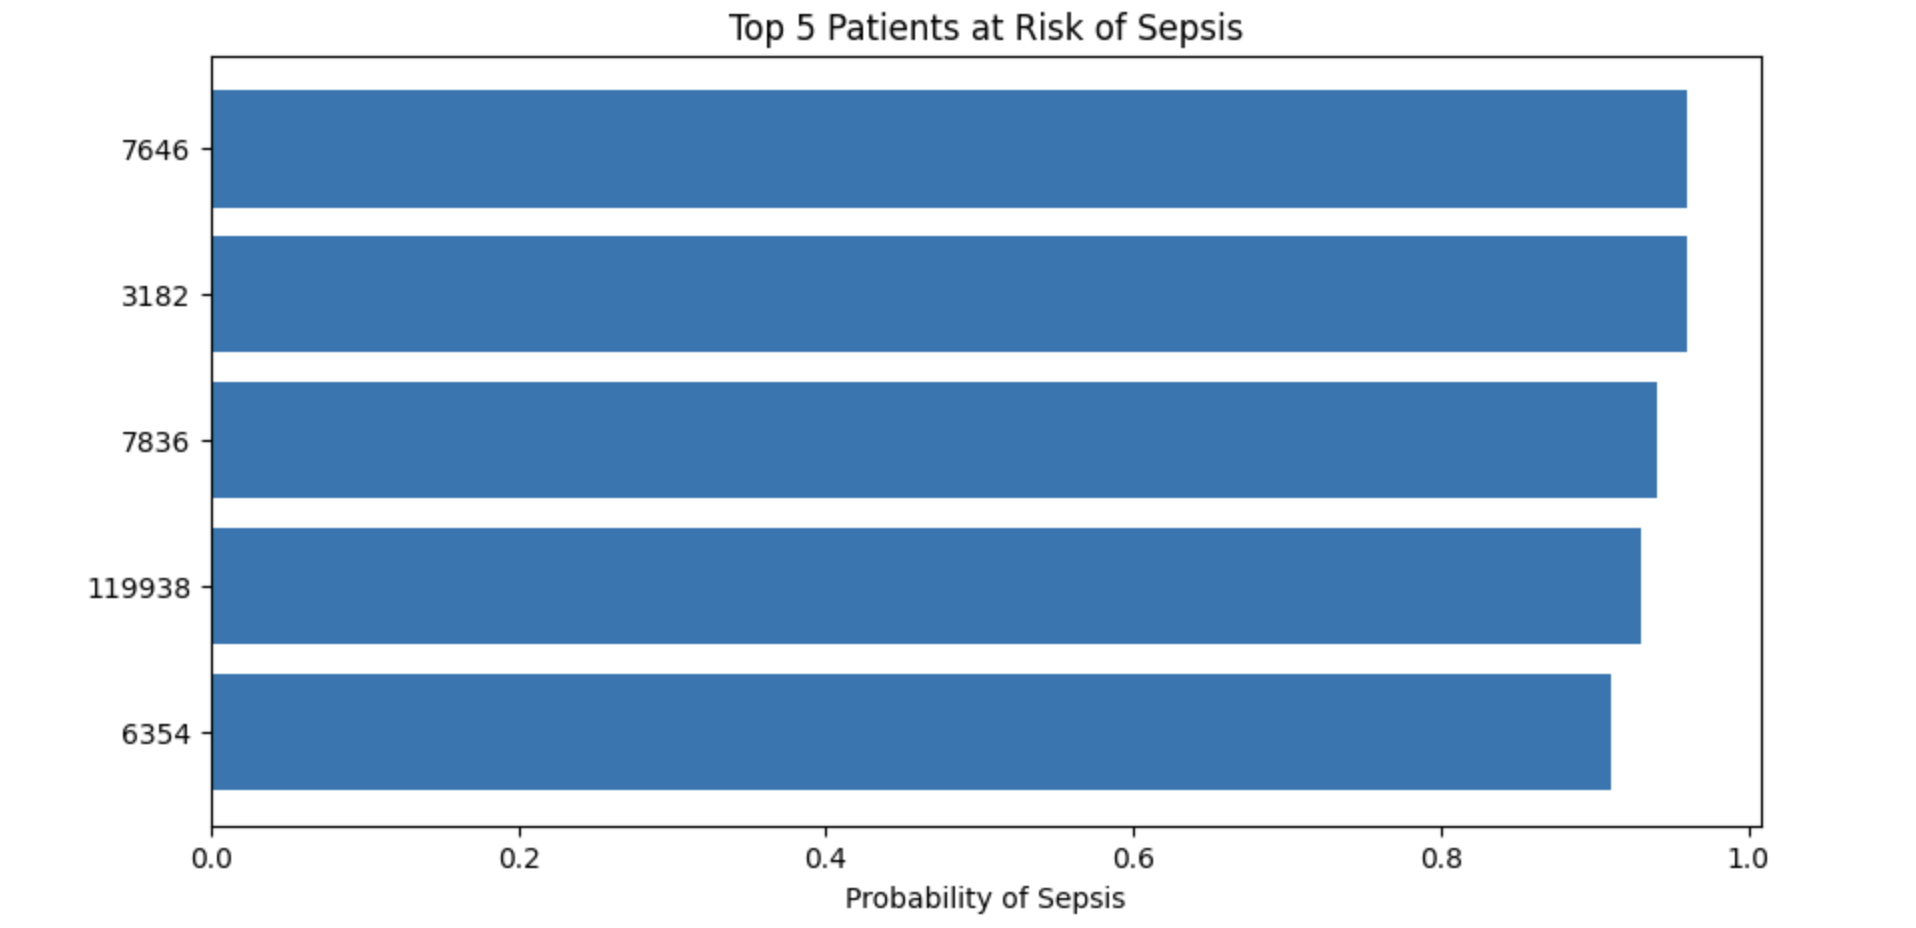 Top 5 Patients at Risk of Sepsis
7646
3182
7836
119938
6354
0.0 0.2 0.4 0.6 0.8 1.0
Probability of Sepsis